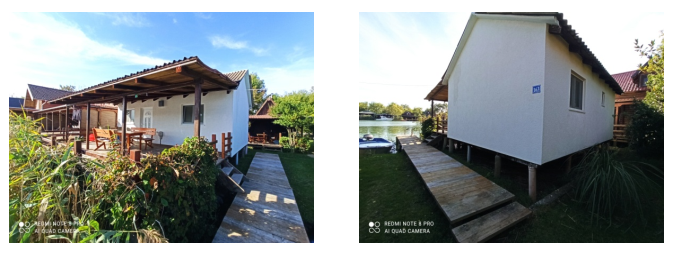 REDMI NOTE 8 PRO
AI QUAD CAMERA
REDMI NOTE 8 PRO
AI QUAD CAMERA